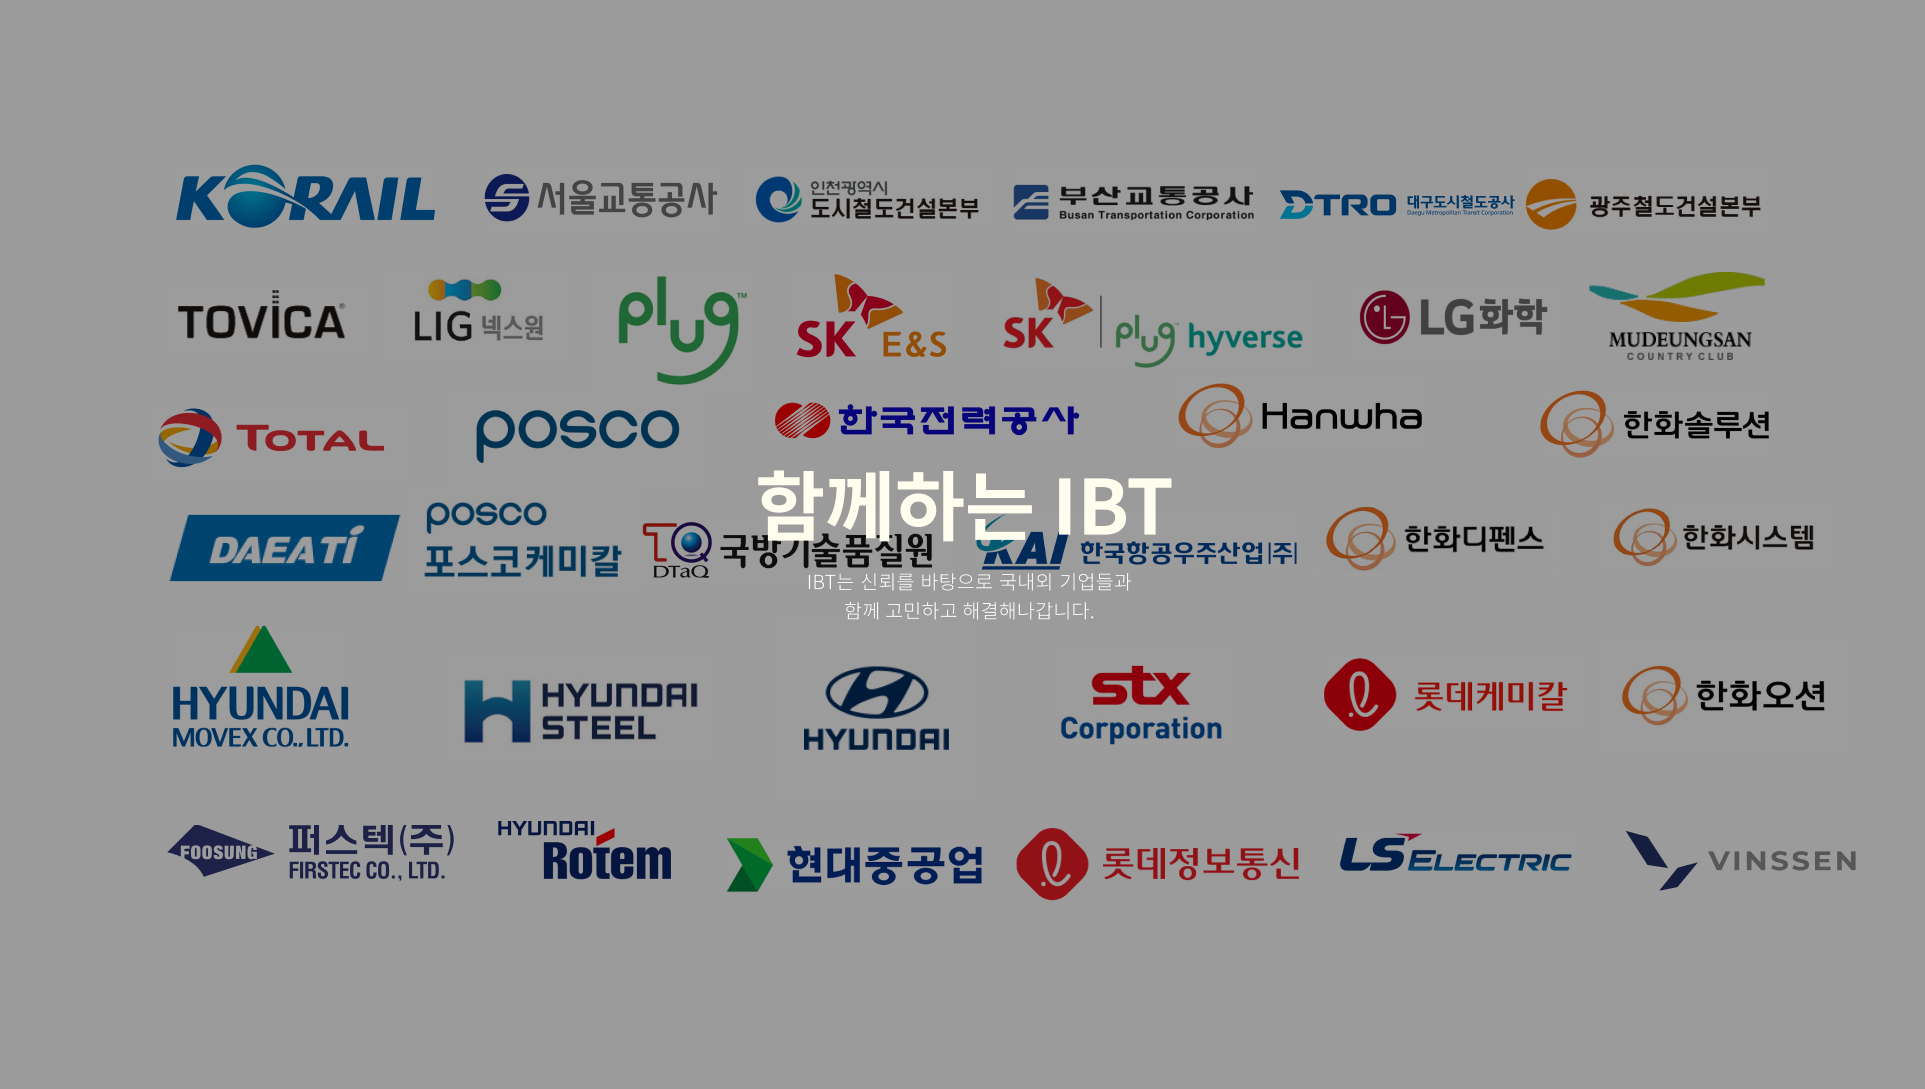 KORAIL
서울교통공사
인천광역시
도시철도건설본부
부산교통공사
Busan Transportation Corporation
DTRO
대구도시철도공사
Daegu Metropolitan Transit Corporation
광주철도건설본부
TOVICA®
LIG 넥스원
plug™
SK E&S
SK plug™ hyverse
LG화학
MUDEUNGSAN
COUNTRY CLUB
TOTAL
posco
한국전력공사
Hanwha
한화솔루션
함께하는 IBT
DAEATi
posco
포스코케미칼
TQ
DTaQ
국방기술품질원
KAI 한국항공우주산업(주)
한화디펜스
한화시스템
IBT는 신뢰를 바탕으로 국내외 기업들과
함께 고민하고 해결해나갑니다.
HYUNDAI
MOVEX CO., LTD.
HYUNDAI
STEEL
HYUNDAI
stx
Corporation
롯데케미칼
한화오션
FOOSUNG
퍼스텍(주)
FIRSTEC CO., LTD.
HYUNDAI
Rotem
현대중공업
롯데정보통신
LS ELECTRIC
VINSSEN